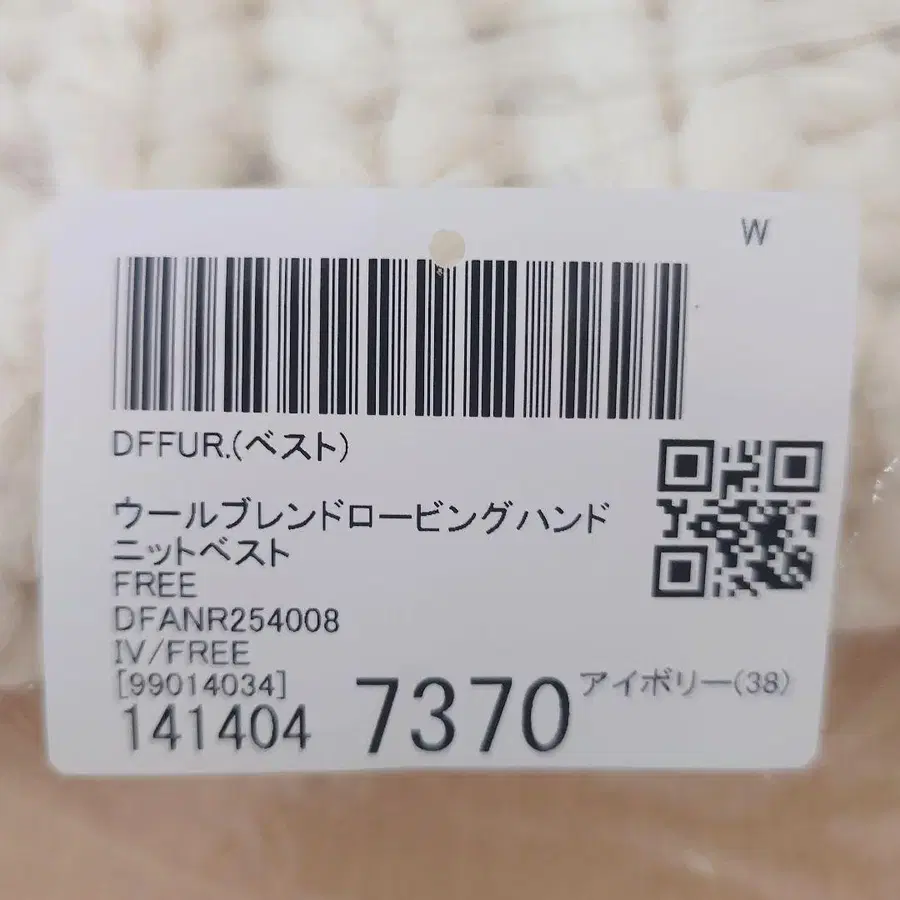 W
DFFUR.(ベスト)
ウールブレンドロービングハンド
ニットベスト
FREE
DFANR254008
IV/FREE
[99014034]
141404 7370 アイボリー(38)